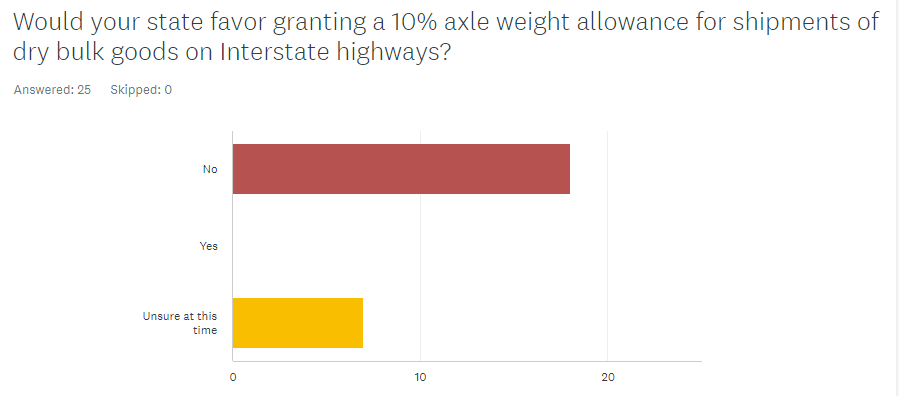 Would your state favor granting a 10% axle weight allowance for shipments of
dry bulk goods on Interstate highways?
Answered: 25 Skipped: 0
No
Yes
Unsure at this
time
0 10 20